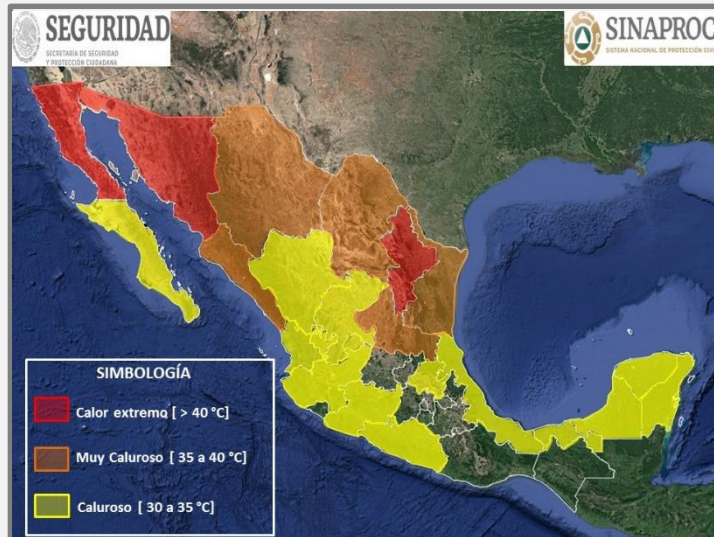 SEGURIDAD
SECRETARÍA DE SEGURIDAD
Y PROTECCIÓN CIUDADANA
SINAPROC
SISTEMA NACIONAL DE PROTECCIÓN CIVI
SIMBOLOGÍA
Calor extremo [ > 40 °C]
Muy Caluroso [ 35 a 40 °C]
Caluroso [ 30 a 35 °C]